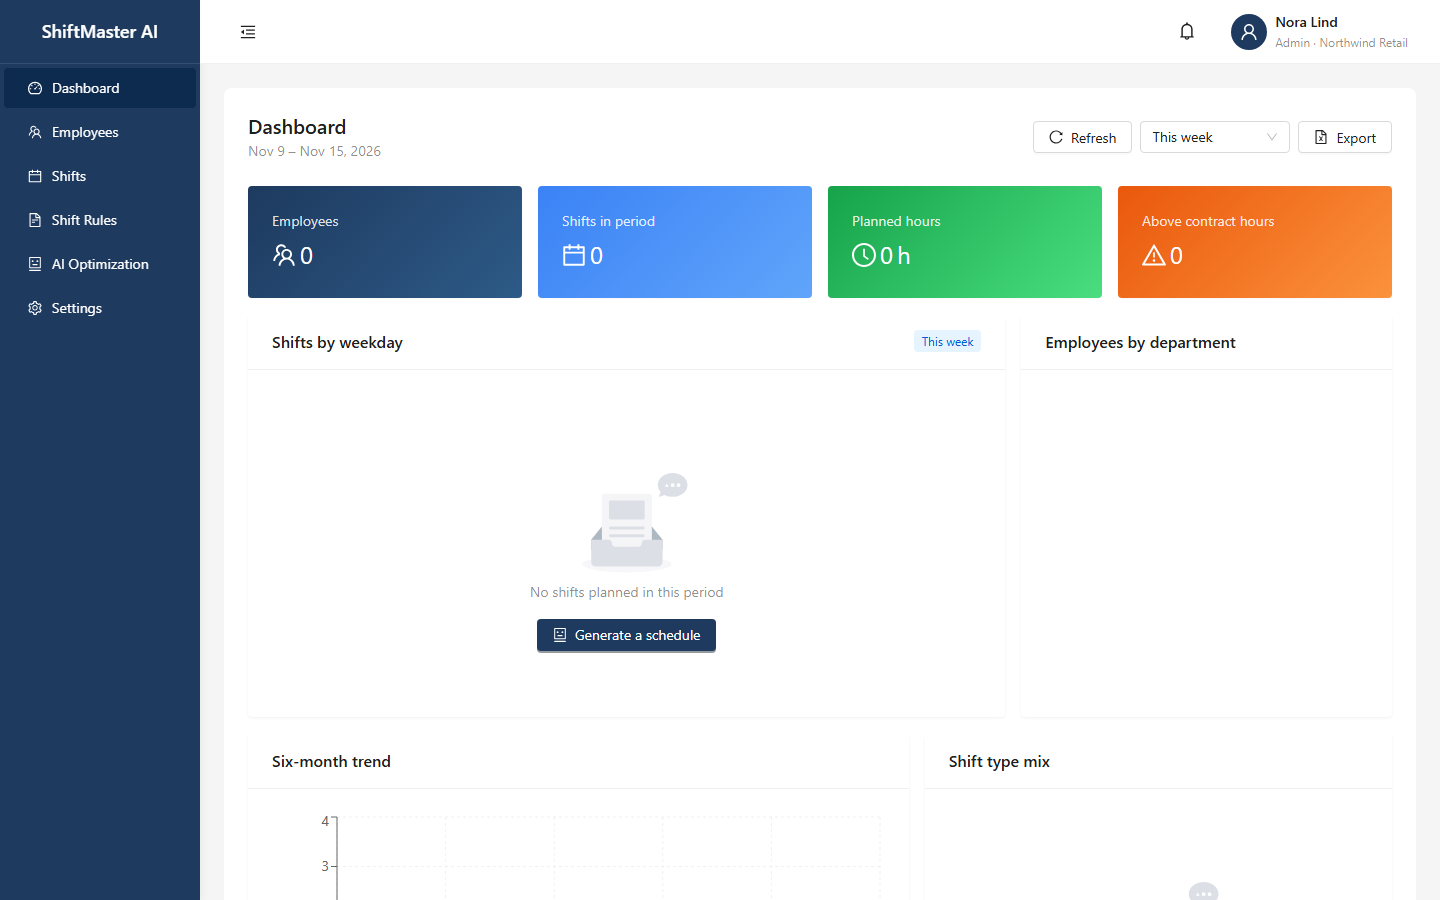 ShiftMaster AI
Nora Lind
Admin · Northwind Retail
Dashboard
Employees
Shifts
Shift Rules
AI Optimization
Settings
Dashboard
Nov 9 – Nov 15, 2026
Refresh
This week
Export
Employees
0
Shifts in period
0
Planned hours
0 h
Above contract hours
0
Shifts by weekday
This week
Employees by department
No shifts planned in this period
Generate a schedule
Six-month trend
Shift type mix
4
3